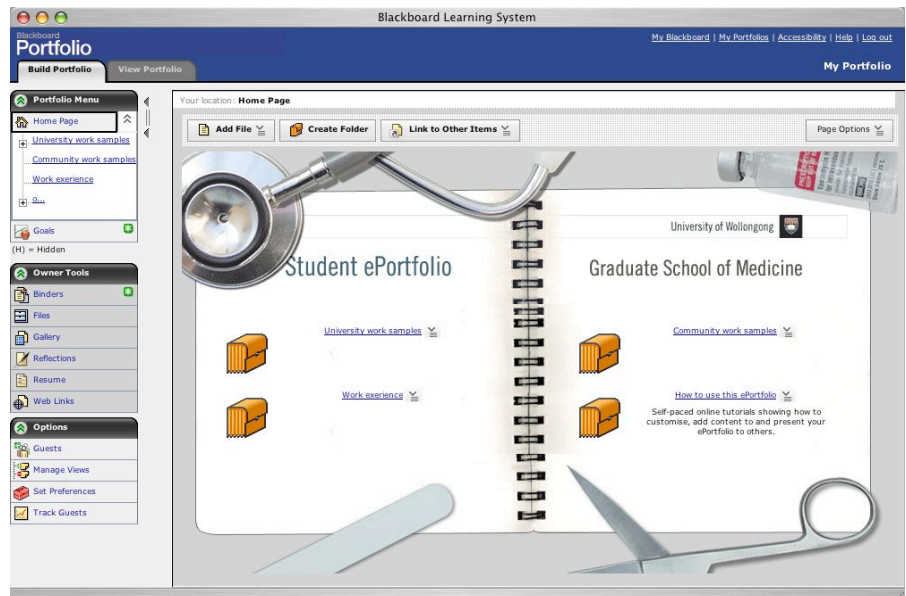 Blackboard Learning System
Blackboard
Portfolio
My Blackboard | My Portfolios | Accessibility | Help | Log out
Build Portfolio
View Portfolio
My Portfolio
Portfolio Menu
Home Page
University work samples
Community work samples
Work exerience
o...
Goals
(H) = Hidden
Owner Tools
Binders
Files
Gallery
Reflections
Resume
Web Links
Options
Guests
Manage Views
Set Preferences
Track Guests
Your location: Home Page
Add File
Create Folder
Link to Other Items
Page Options
Student ePortfolio
University work samples
Work exerience
University of Wollongong
Graduate School of Medicine
Community work samples
How to use this ePortfolio
Self-paced online tutorials showing how to
customise, add content to and present your
ePortfolio to others.